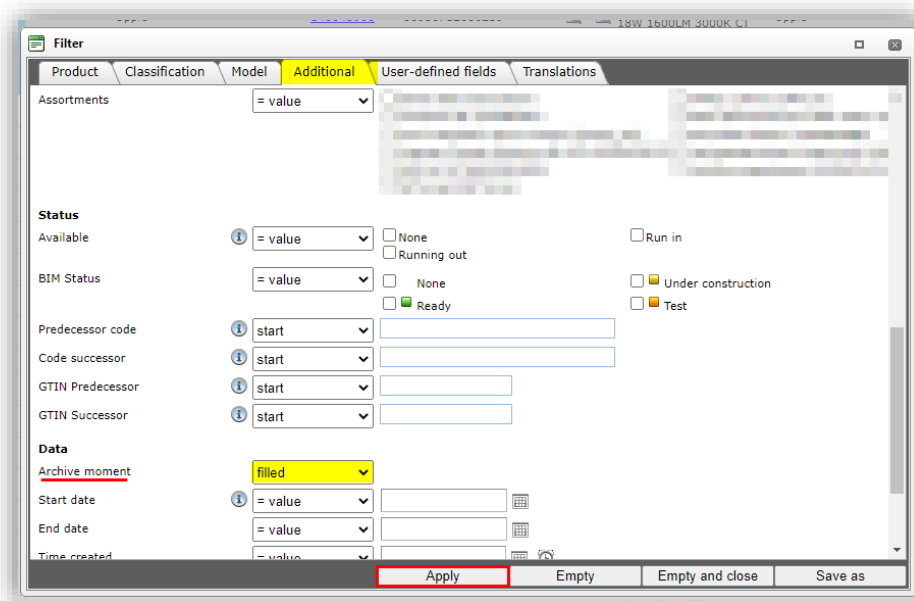 18W 1600LM 3000K CT
Filter
Product Classification Model Additional User-defined fields Translations
Assortments = value
Status
Available = value None Run in
Running out
BIM Status = value None Under construction
Ready Test
Predecessor code start
Code successor start
GTIN Predecessor start
GTIN Successor start
Data
Archive moment filled
Start date = value
End date = value
Time created = value
Apply Empty Empty and close Save as